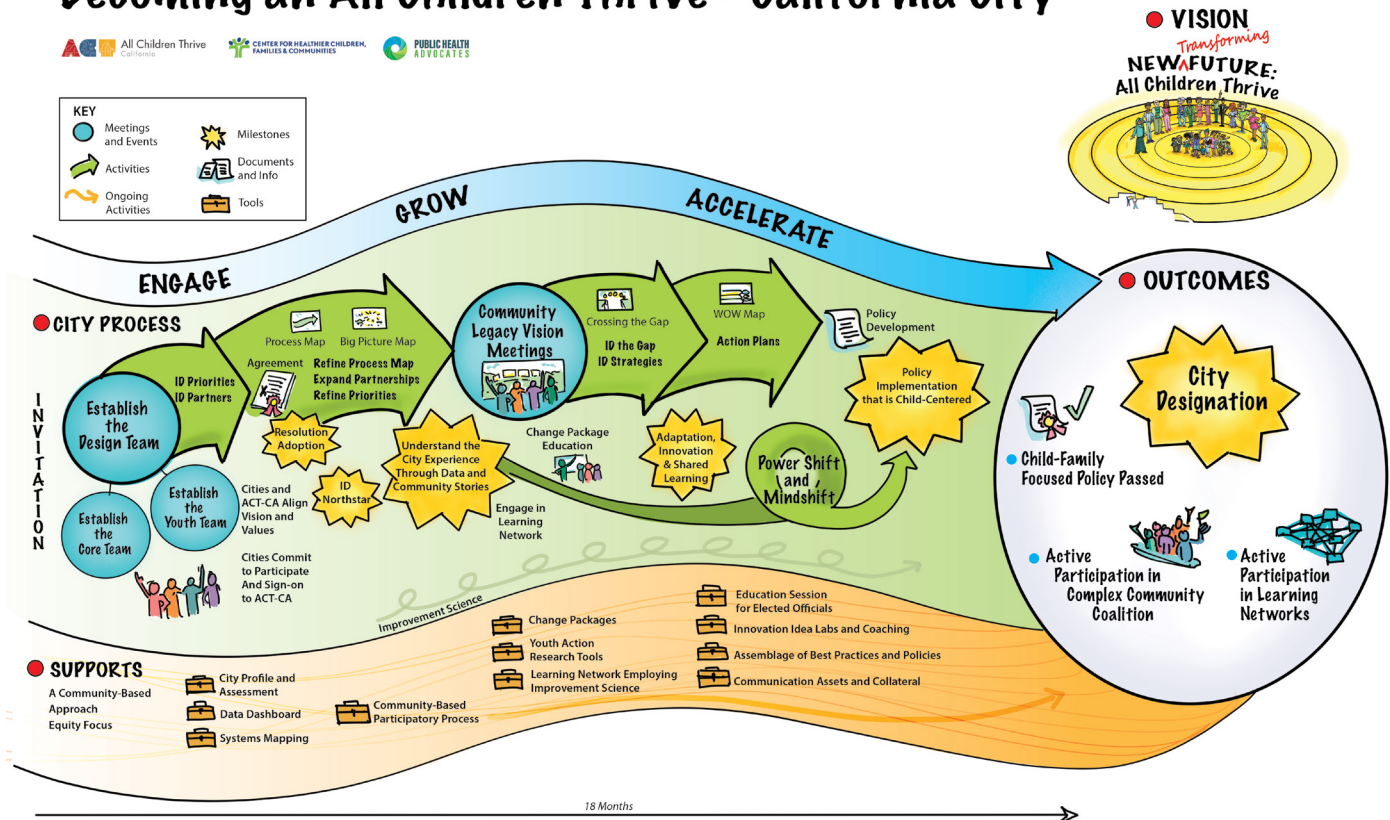 Becoming an All Children Thrive - California City
ACT
All Children Thrive
California
CENTER FOR HEALTHIER CHILDREN,
FAMILIES & COMMUNITIES
PUBLIC HEALTH
ADVOCATES
VISION
Transforming
NEW^FUTURE:
All Children Thrive
KEY
Meetings
and Events
Activities
Ongoing
Activities
Milestones
Documents
and Info
Tools
ENGAGE
GROW
ACCELERATE
CITY PROCESS
INVITATION
Establish
the
Design Team
Establish
the
Core Team
Establish
the
Youth Team
ID Priorities
ID Partners
Process Map
Big Picture Map
Agreement
Refine Process Map
Expand Partnerships
Refine Priorities
Resolution
Adoption
ID
Northstar
Cities and
ACT-CA Align
Vision and
Values
Cities Commit
to Participate
And Sign-on
to ACT-CA
Understand the
City Experience
Through Data and
Community Stories
Community
Legacy Vision
Meetings
Crossing the Gap
ID the Gap
ID Strategies
WOW Map
Action Plans
Change Package
Education
Engage in
Learning
Network
Adaptation,
Innovation
& Shared
Learning
Power Shift
and
Mindshift
Policy
Development
Policy
Implementation
that is Child-Centered
Improvement Science
OUTCOMES
City
Designation
Child-Family
Focused Policy Passed
Active
Participation in
Complex Community
Coalition
Active
Participation
in Learning
Networks
SUPPORTS
A Community-Based
Approach
Equity Focus
City Profile and
Assessment
Data Dashboard
Systems Mapping
Community-Based
Participatory Process
Change Packages
Youth Action
Research Tools
Learning Network Employing
Improvement Science
Education Session
for Elected Officials
Innovation Idea Labs and Coaching
Assemblage of Best Practices and Policies
Communication Assets and Collateral
18 Months